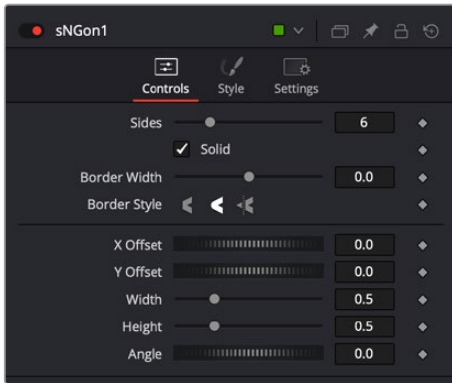 sNGon1
Controls Style Settings
Sides 6
Solid
Border Width 0.0
Border Style
X Offset 0.0
Y Offset 0.0
Width 0.5
Height 0.5
Angle 0.0